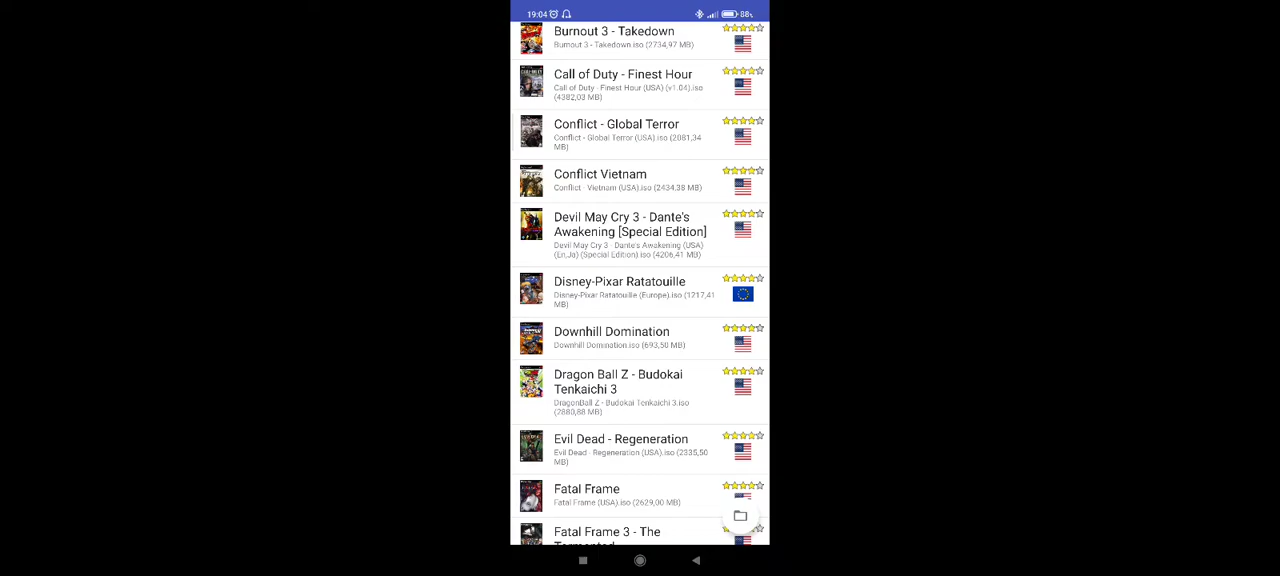 19:04
88%
Burnout 3 - Takedown
Burnout 3 - Takedown.iso (2734,97 MB)
Call of Duty - Finest Hour
Call of Duty - Finest Hour (USA) (v1.04).iso
(4382,03 MB)
Conflict - Global Terror
Conflict - Global Terror (USA).iso (2081,34
MB)
Conflict Vietnam
Conflict - Vietnam (USA).iso (2434,38 MB)
Devil May Cry 3 - Dante's
Awakening [Special Edition]
Devil May Cry 3 - Dante's Awakening (USA)
(En,Ja) (Special Edition).iso (4206,41 MB)
Disney-Pixar Ratatouille
Disney-Pixar Ratatouille (Europe).iso (1217,41
MB)
Downhill Domination
Downhill Domination.iso (693,50 MB)
Dragon Ball Z - Budokai
Tenkaichi 3
DragonBall Z - Budokai Tenkaichi 3.iso
(2880,88 MB)
Evil Dead - Regeneration
Evil Dead - Regeneration (USA).iso (2335,50
MB)
Fatal Frame
Fatal Frame (USA).iso (2629,00 MB)
Fatal Frame 3 - The
Tormented